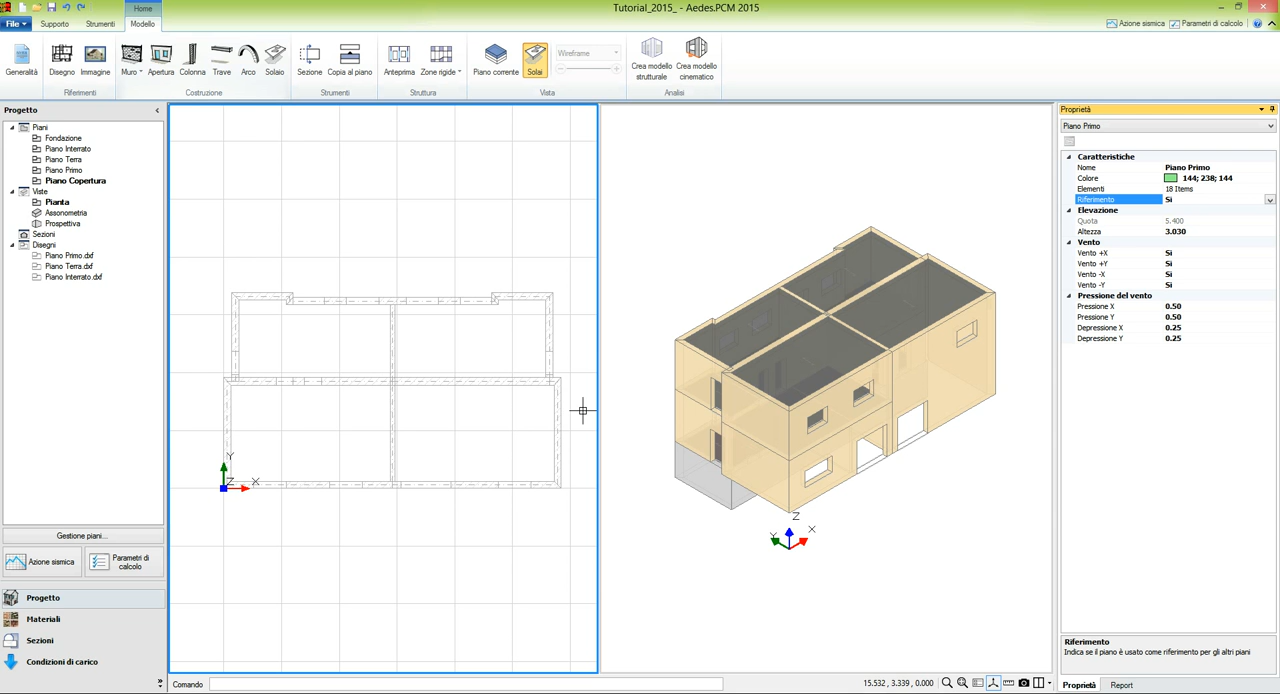 Tutorial_2015_ - Aedes.PCM 2015
Home
File
Supporto
Strumenti
Modello
Azione sismica
Parametri di calcolo
Generalità
Disegno
Immagine
Muro
Apertura
Colonna
Trave
Arco
Solaio
Sezione
Copia al piano
Anteprima
Zone rigide
Piano corrente
Solai
Wireframe
Crea modello strutturale
Crea modello cinematico
Riferimenti
Costruzione
Strumenti
Struttura
Vista
Analisi
Progetto
Piani
Fondazione
Piano Interrato
Piano Terra
Piano Primo
Piano Copertura
Viste
Pianta
Assonometria
Prospettiva
Sezioni
Disegni
Piano Primo.dxf
Piano Terra.dxf
Piano Interrato.dxf
Gestione piani...
Azione sismica
Parametri di calcolo
Progetto
Materiali
Sezioni
Condizioni di carico
Y
Z
X
Z
X
Y
Comando
15.532, 3.339, 0.000
Proprietà
Piano Primo
Caratteristiche
Nome Piano Primo
Colore 144; 238; 144
Elementi 18 Items
Riferimento Sì
Elevazione
Quota 5.400
Altezza 3.030
Vento
Vento +X Sì
Vento +Y Sì
Vento -X Sì
Vento -Y Sì
Pressione del vento
Pressione X 0.50
Pressione Y 0.50
Depressione X 0.25
Depressione Y 0.25
Riferimento
Indica se il piano è usato come riferimento per gli altri piani
Proprietà
Report